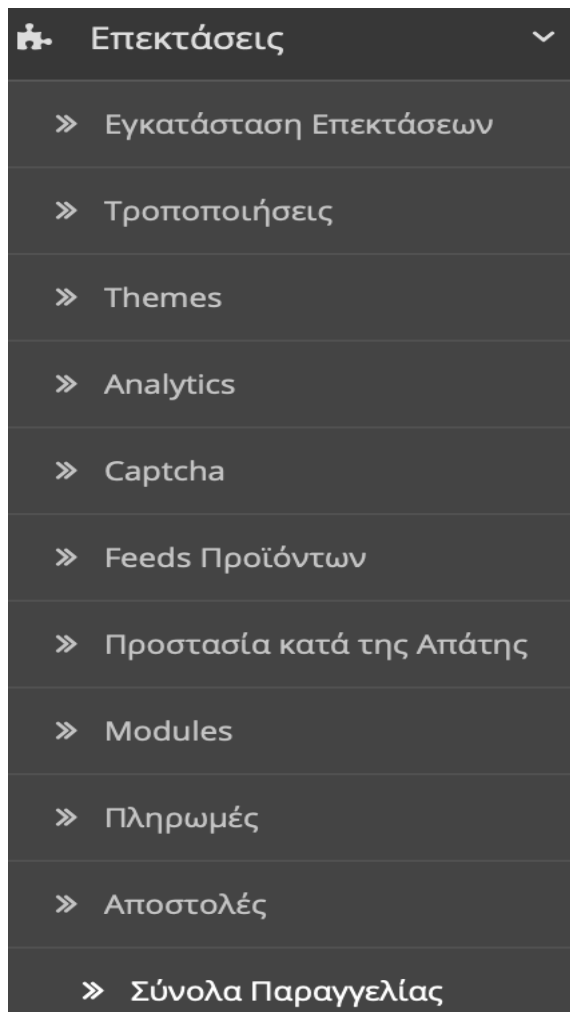 Επεκτάσεις
Εγκατάσταση Επεκτάσεων
Τροποποιήσεις
Themes
Analytics
Captcha
Feeds Προϊόντων
Προστασία κατά της Απάτης
Modules
Πληρωμές
Αποστολές
Σύνολα Παραγγελίας